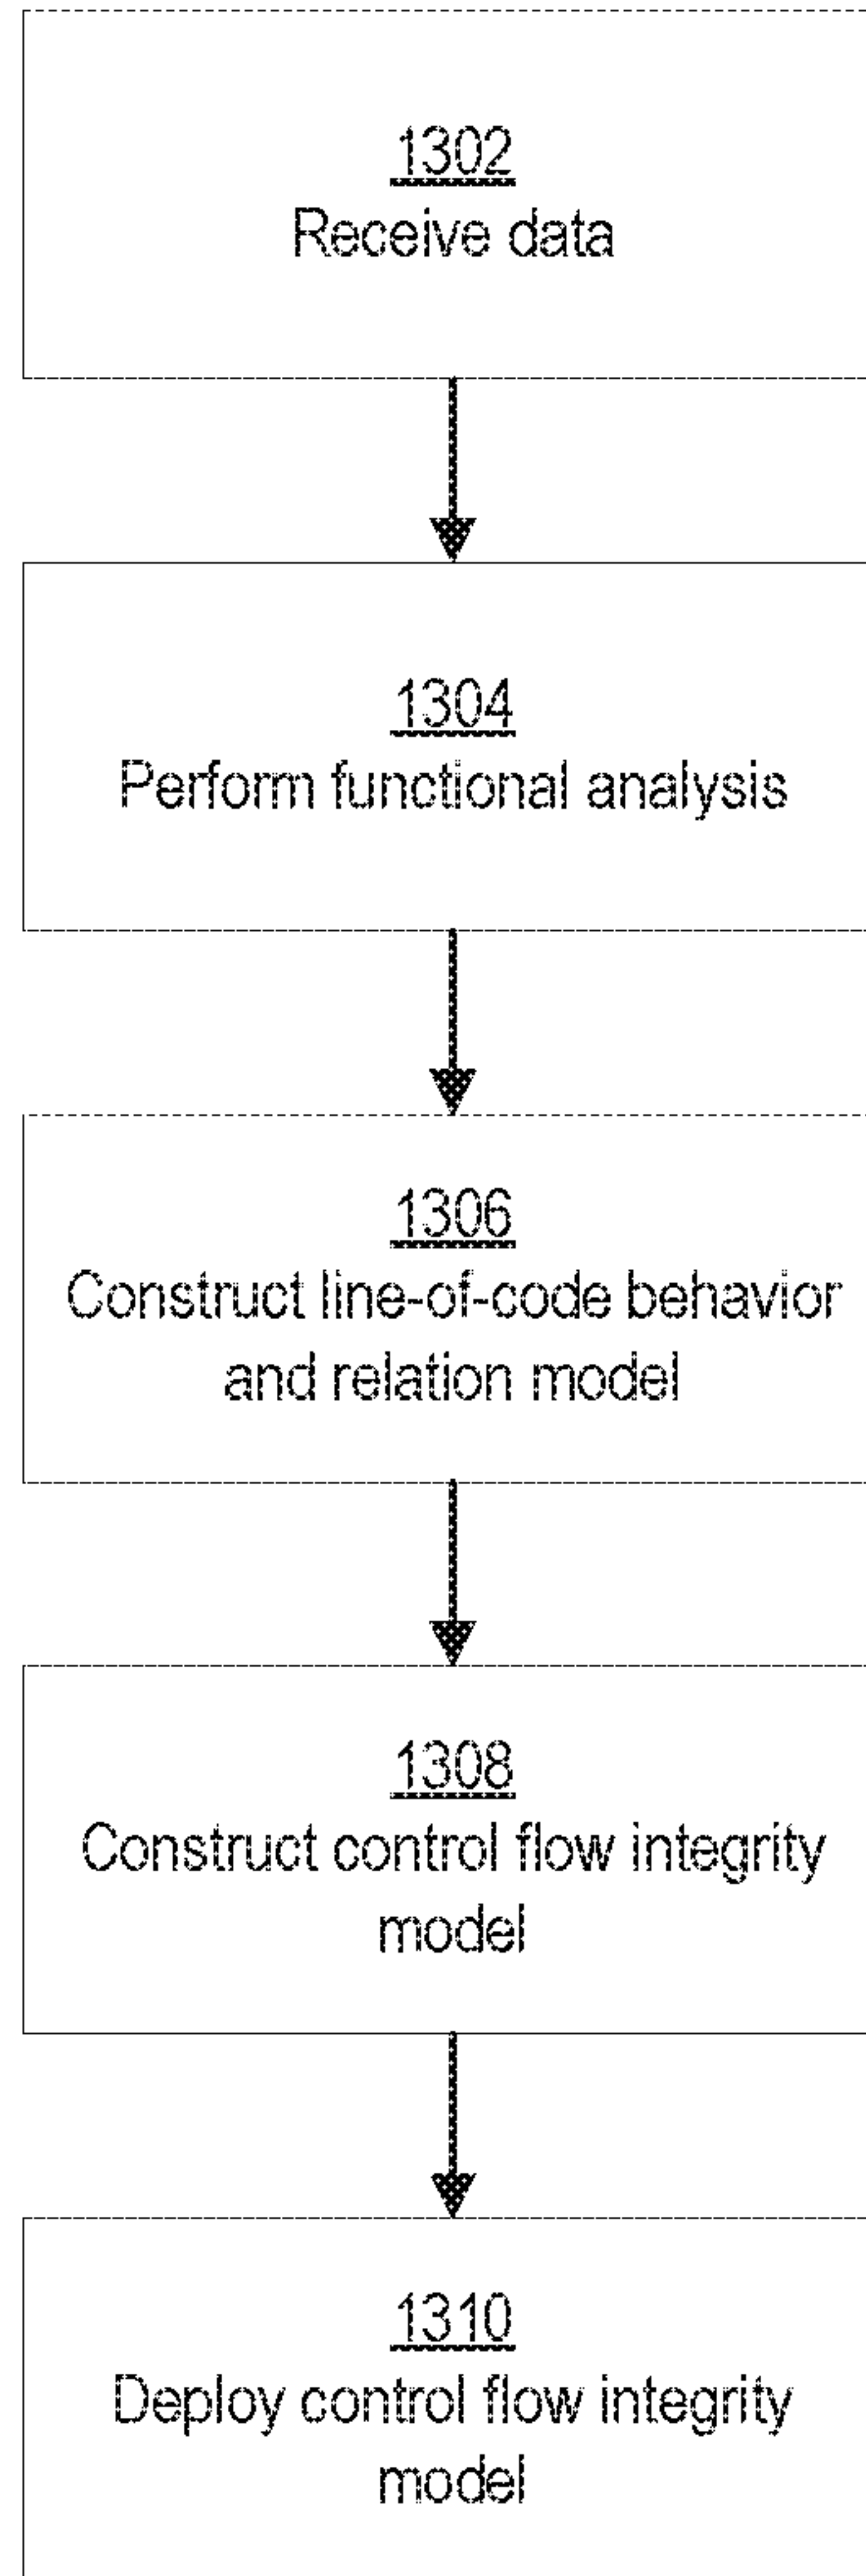 1302
Receive data
1304
Perform functional analysis
1306
Construct line-of-code behavior
and relation model
1308
Construct control flow integrity
model
1310
Deploy control flow integrity
model